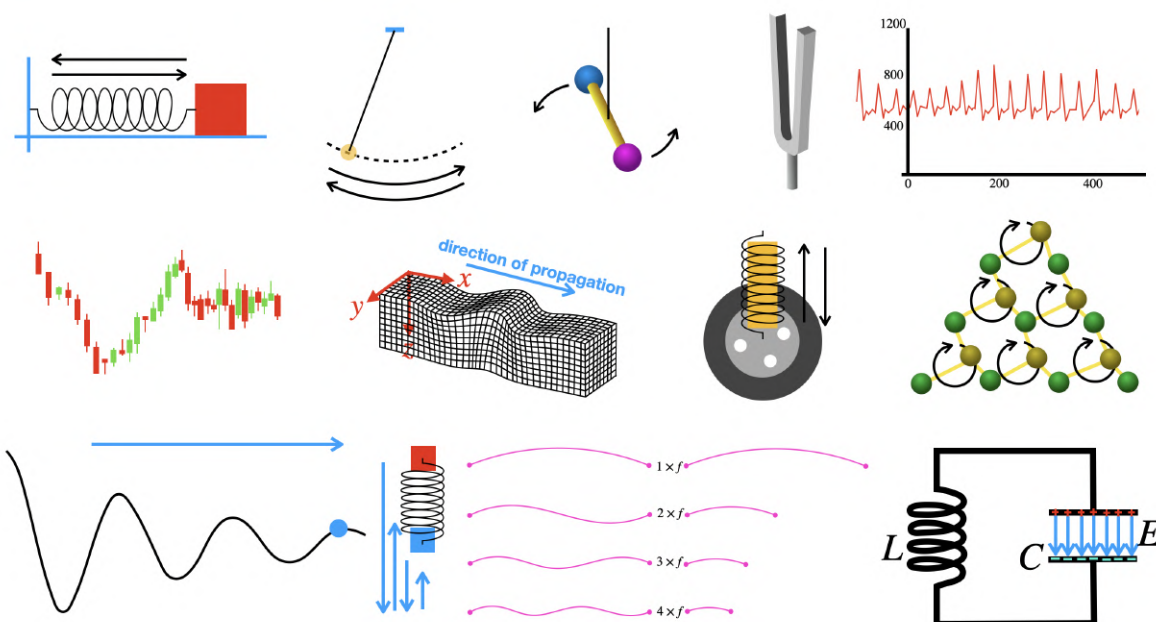 1200
800
400
0
200
400
direction of propagation
x
y
z
1 × f
2 × f
3 × f
4 × f
L
C
E
+ + + + + + +
- - - - - - -